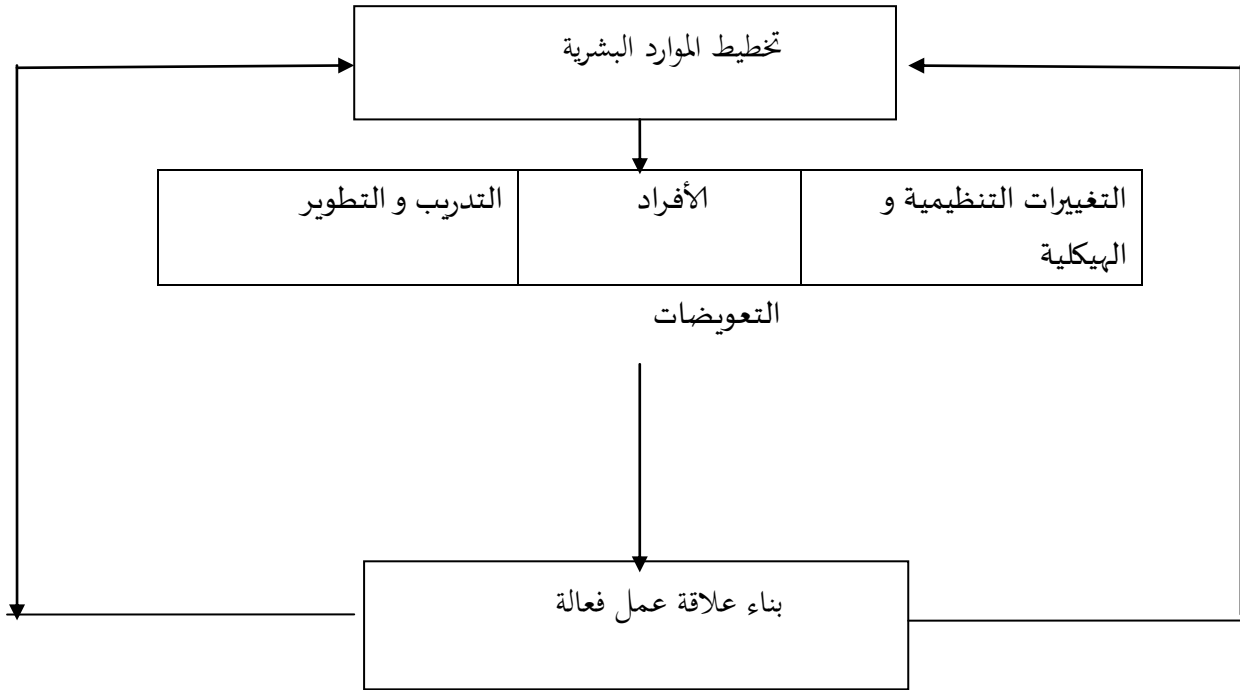 تخطيط الموارد البشرية
التغييرات التنظيمية و
الهيكلية
الأفراد
التدريب و التطوير
التعويضات
بناء علاقة عمل فعالة